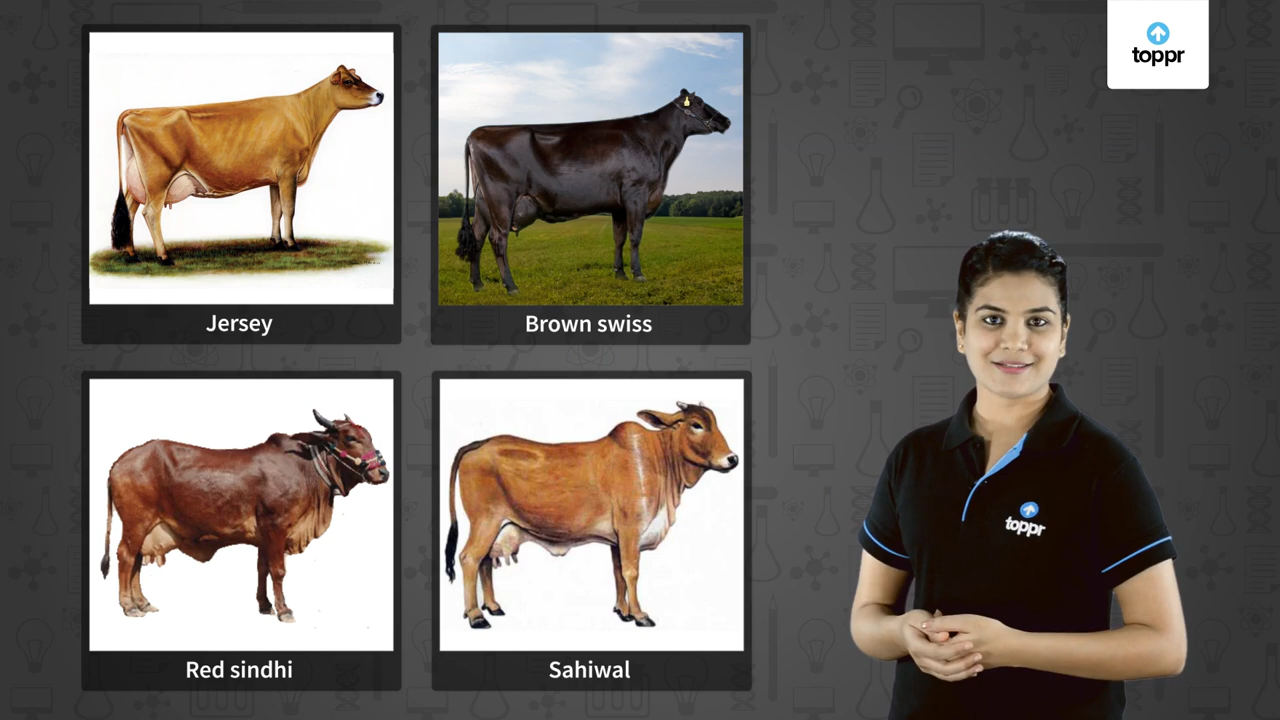 toppr
Jersey
Brown swiss
toppr
Red sindhi
Sahiwal